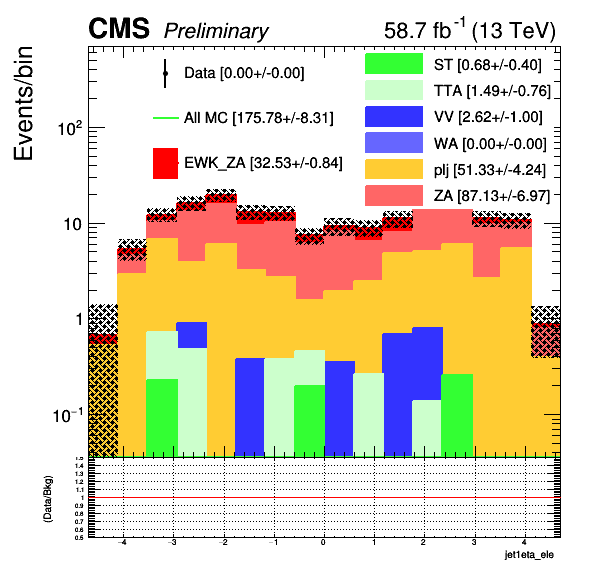 CMS Preliminary 58.7 fb⁻¹ (13 TeV)
Events/bin
Data [0.00+/-0.00]
All MC [175.78+/-8.31]
EWK_ZA [32.53+/-0.84]
ST [0.68+/-0.40]
TTA [1.49+/-0.76]
VV [2.62+/-1.00]
WA [0.00+/-0.00]
plj [51.33+/-4.24]
ZA [87.13+/-6.97]
10²
10
1
10⁻¹
(Data/Bkg)
1.5
1.4
1.3
1.2
1.1
1
0.9
0.8
0.7
0.6
0.5
−4 −3 −2 −1 0 1 2 3 4
jet1eta_ele